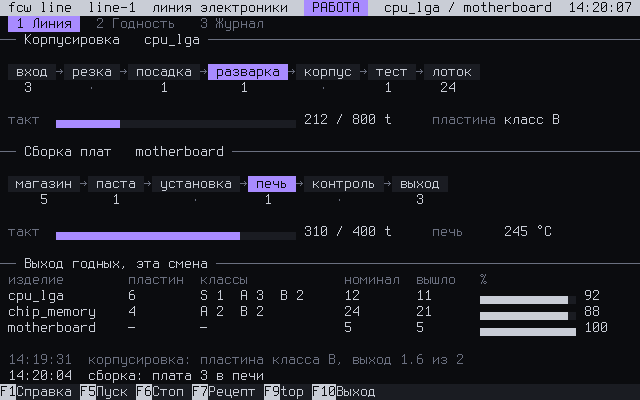 fcw line line-1 линия электроники РАБОТА cpu_lga / motherboard 14:20:07
1 Линия 2 Годность 3 Журнал
Корпусировка cpu_lga
вход → резка → посадка → разварка → корпус → тест → лоток
3 · 1 1 · 1 24
такт 212 / 800 t пластина класс B
Сборка плат motherboard
магазин → паста → установка → печь → контроль → выход
5 1 · 1 · 3
такт 310 / 400 t печь 245 °C
Выход годных, эта смена
изделие пластин классы номинал вышло %
cpu_lga 6 S 1 A 3 B 2 12 11 92
chip_memory 4 A 2 B 2 24 21 88
motherboard — — 5 5 100
14:19:31 корпусировка: пластина класса B, выход 1.6 из 2
14:20:04 сборка: плата 3 в печи
F1Справка F5Пуск F6Стоп F7Рецепт F9top F10Выход